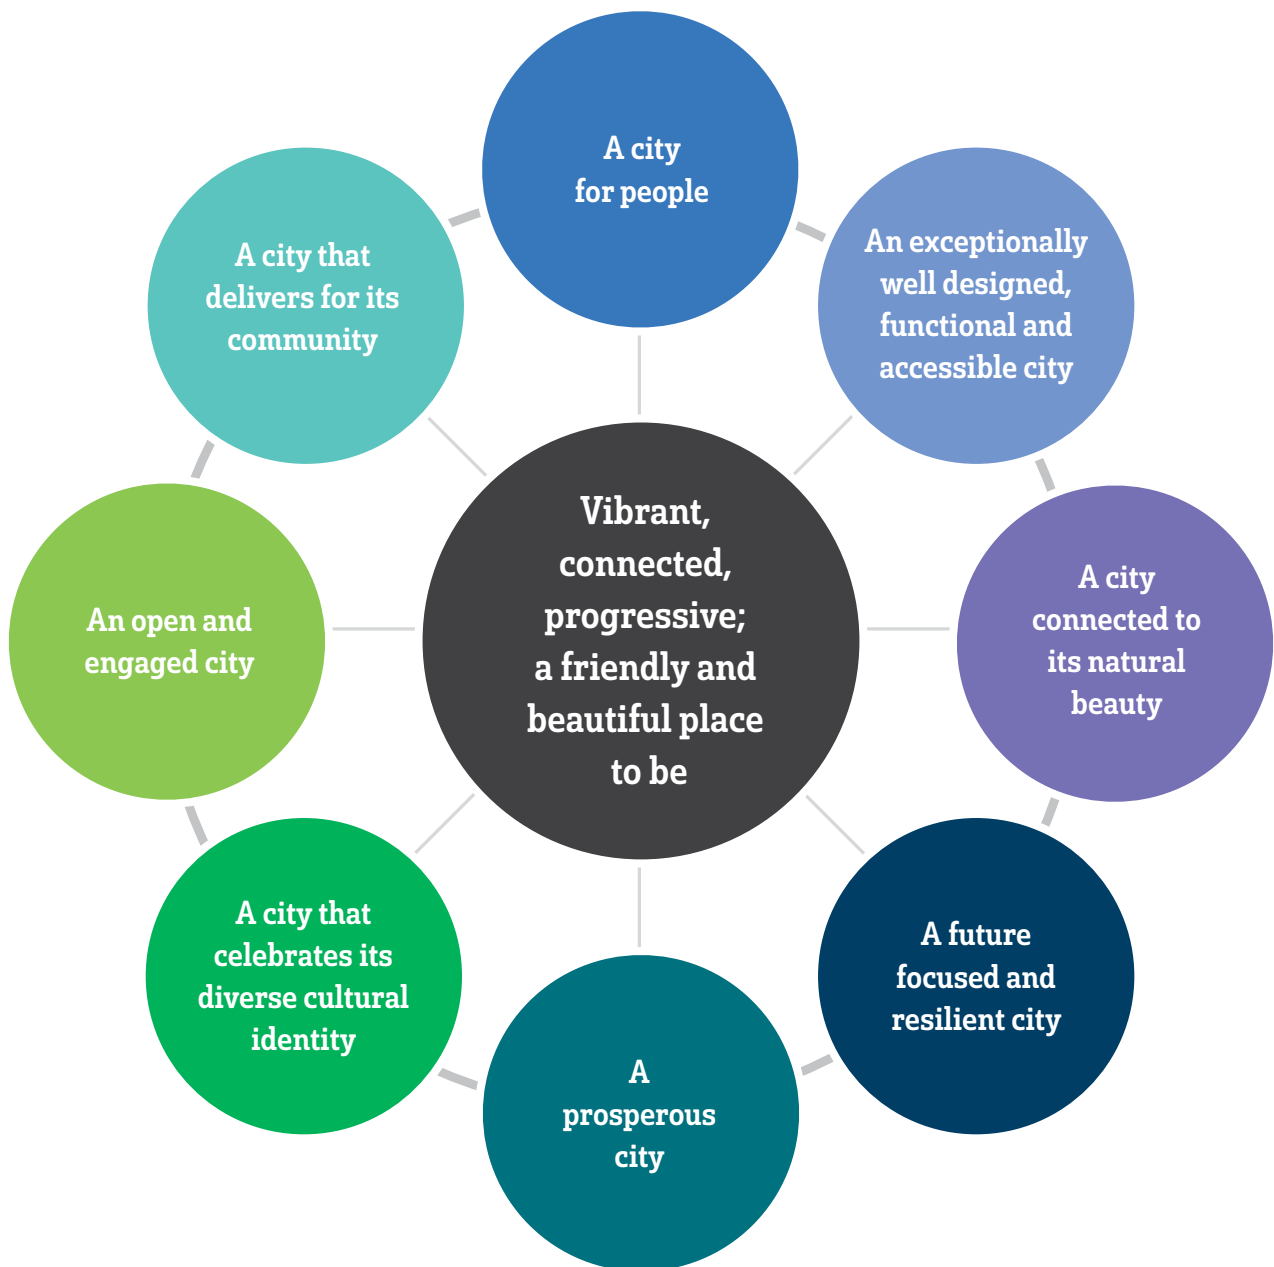 A city
for people
An exceptionally
well designed,
functional and
accessible city
A city
connected to
its natural
beauty
A future
focused and
resilient city
A
prosperous
city
A city that
celebrates its
diverse cultural
identity
An open and
engaged city
A city that
delivers for its
community
Vibrant,
connected,
progressive;
a friendly and
beautiful place
to be